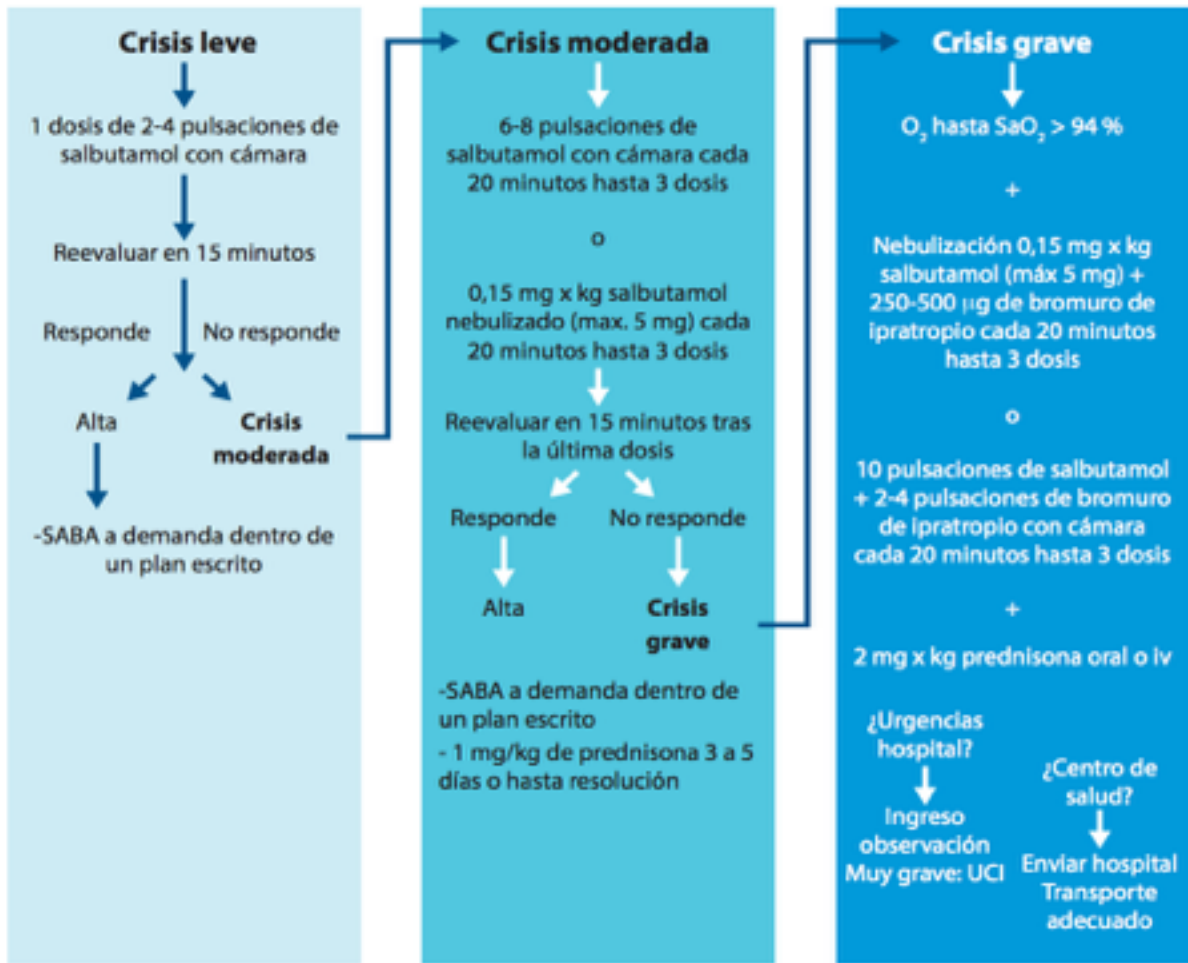 Crisis leve
1 dosis de 2-4 pulsaciones de
salbutamol con cámara
Reevaluar en 15 minutos
Responde
No responde
Alta
Crisis
moderada
-SABA a demanda dentro de
un plan escrito
Crisis moderada
6-8 pulsaciones de
salbutamol con cámara cada
20 minutos hasta 3 dosis
o
0,15 mg x kg salbutamol
nebulizado (max. 5 mg) cada
20 minutos hasta 3 dosis
Reevaluar en 15 minutos tras
la última dosis
Responde
No responde
Alta
Crisis
grave
-SABA a demanda dentro de
un plan escrito
- 1 mg/kg de prednisona 3 a 5
días o hasta resolución
Crisis grave
O₂ hasta SaO₂ > 94 %
+
Nebulización 0,15 mg x kg
salbutamol (máx 5 mg) +
250-500 µg de bromuro de
ipratropio cada 20 minutos
hasta 3 dosis
o
10 pulsaciones de salbutamol
+ 2-4 pulsaciones de bromuro
de ipratropio con cámara
cada 20 minutos hasta 3 dosis
+
2 mg x kg prednisona oral o iv
¿Urgencias
hospital?
Ingreso
observación
Muy grave: UCI
¿Centro de
salud?
Enviar hospital
Transporte
adecuado